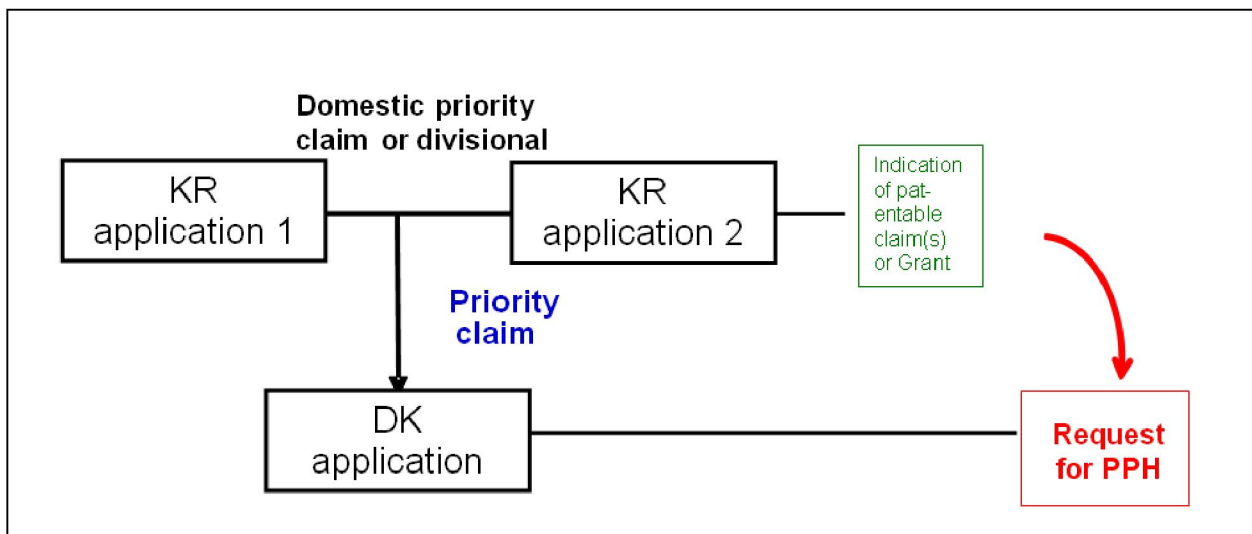 Domestic priority
claim or divisional
KR
application 1
KR
application 2
Indication
of pat-
entable
claim(s)
or Grant
Priority
claim
DK
application
Request
for PPH